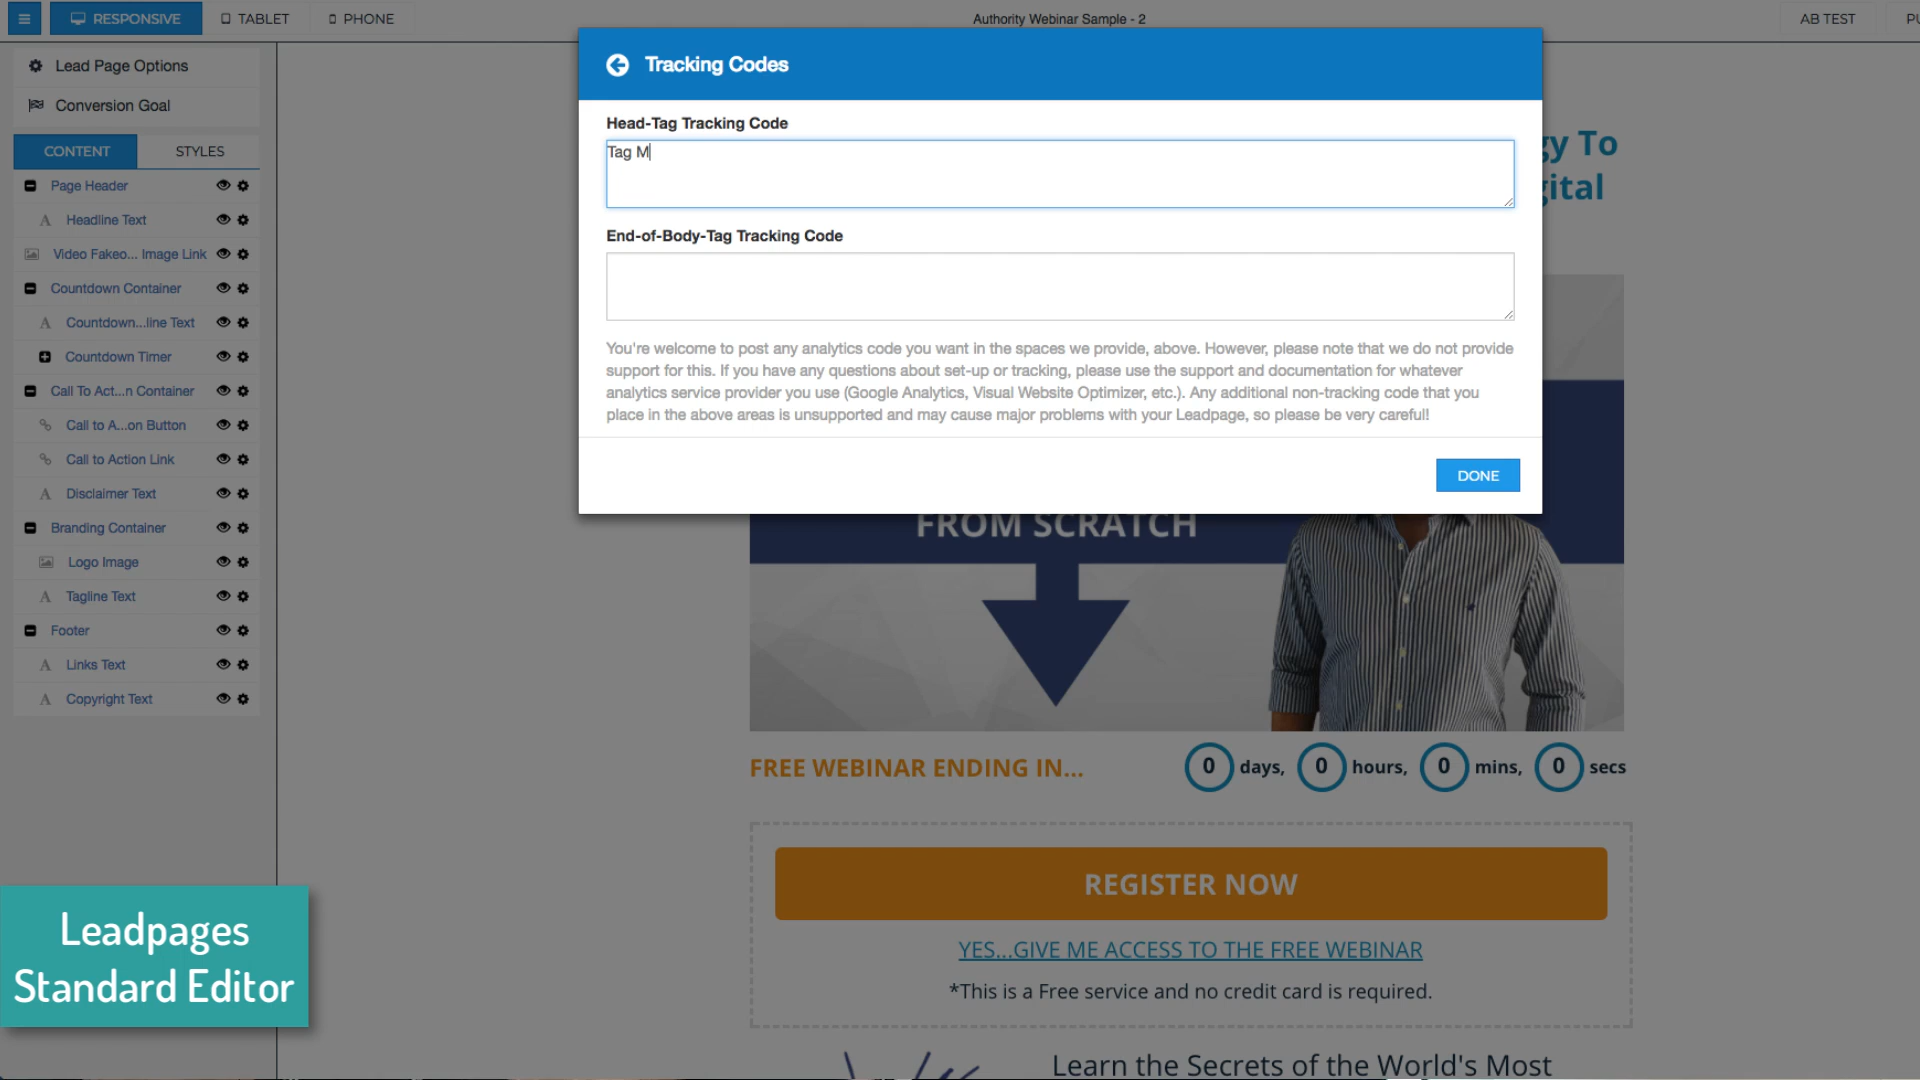 RESPONSIVE
TABLET
PHONE
Authority Webinar Sample - 2
AB TEST
Lead Page Options
Conversion Goal
CONTENT
STYLES
Page Header
Headline Text
Video Fakeo... Image Link
Countdown Container
Countdown...line Text
Countdown Timer
Call To Act...n Container
Call to A...on Button
Call to Action Link
Disclaimer Text
Branding Container
Logo Image
Tagline Text
Footer
Links Text
Copyright Text
Tracking Codes
Head-Tag Tracking Code
Tag M
End-of-Body-Tag Tracking Code
You're welcome to post any analytics code you want in the spaces we provide, above. However, please note that we do not provide
support for this. If you have any questions about set-up or tracking, please use the support and documentation for whatever
analytics service provider you use (Google Analytics, Visual Website Optimizer, etc.). Any additional non-tracking code that you
place in the above areas is unsupported and may cause major problems with your Leadpage, so please be very careful!
DONE
gy To
gital
FROM SCRATCH
FREE WEBINAR ENDING IN...
0 days, 0 hours, 0 mins, 0 secs
REGISTER NOW
YES...GIVE ME ACCESS TO THE FREE WEBINAR
*This is a Free service and no credit card is required.
Learn the Secrets of the World's Most
Leadpages
Standard Editor